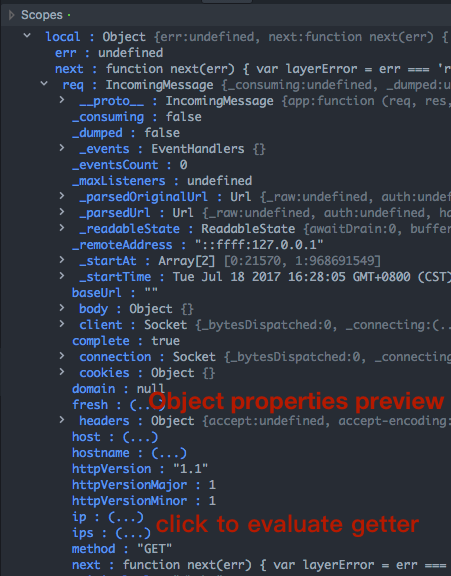 Scopes ·
local : Object {err:undefined, next:function next(err) {
err : undefined
next : function next(err) { var layerError = err === 'r
req : IncomingMessage {_consuming:undefined, _dumped:u
__proto__ : IncomingMessage {app:function (req, res,
_consuming : false
_dumped : false
_events : EventHandlers {}
_eventsCount : 0
_maxListeners : undefined
_parsedOriginalUrl : Url {_raw:undefined, auth:undef
_parsedUrl : Url {_raw:undefined, auth:undefined, ha
_readableState : ReadableState {awaitDrain:0, buffer
_remoteAddress : "::ffff:127.0.0.1"
_startAt : Array[2] [0:21570, 1:968691549]
_startTime : Tue Jul 18 2017 16:28:05 GMT+0800 (CST)
baseUrl : ""
body : Object {}
client : Socket {_bytesDispatched:0, _connecting:(..
complete : true
connection : Socket {_bytesDispatched:0, _connecting
cookies : Object {}
domain : null
fresh : (..
Object properties preview
headers : Object {accept:undefined, accept-encoding:
host : (...)
hostname : (...)
httpVersion : "1.1"
httpVersionMajor : 1
httpVersionMinor : 1
ip : (...)
click to evaluate getter
ips : (...)
method : "GET"
next : function next(err) { var layerError = err ===